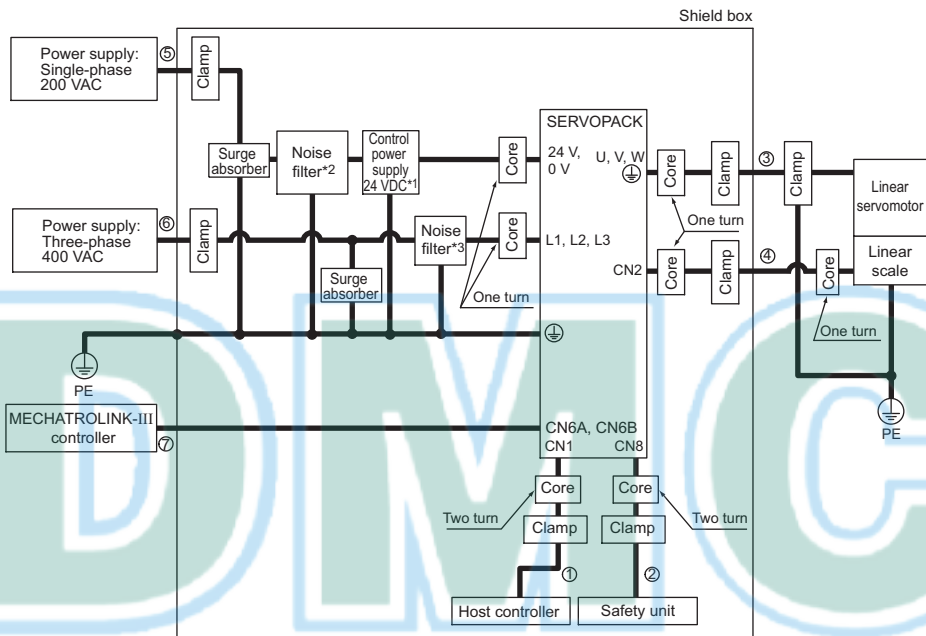 Shield box
Power supply:
Single-phase
200 VAC
⑤
Clamp
Surge
absorber
Noise
filter*2
Control
power
supply
24 VDC*1
Core
SERVOPACK
24 V,
0 V
U, V, W
Core
Clamp
③
Clamp
Linear
servomotor
Power supply:
Three-phase
400 VAC
⑥
Clamp
Surge
absorber
Noise
filter*3
Core
L1, L2, L3
One turn
One turn
CN2
Core
Clamp
④
Core
Linear
scale
One turn
PE
PE
MECHATROLINK-III
controller
⑦
CN6A, CN6B
CN1
CN8
Core
Core
Two turn
Two turn
Clamp
Clamp
①
②
Host controller
Safety unit
DMC